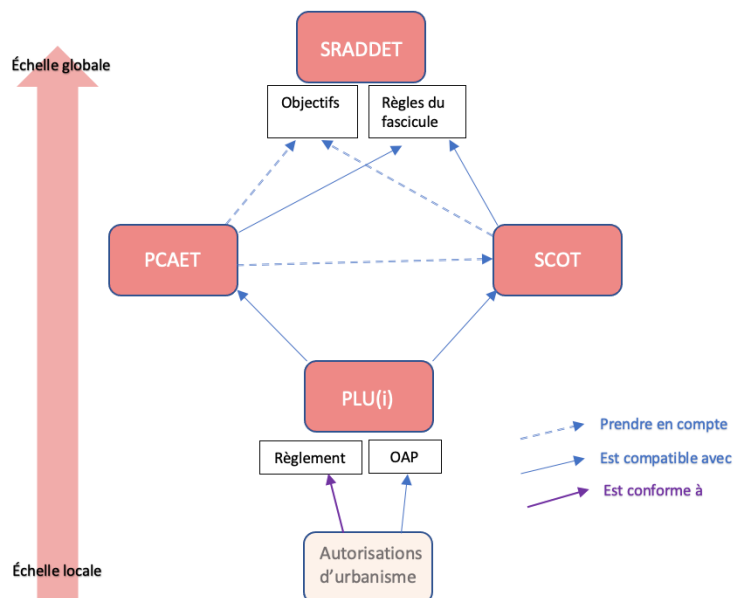 SRADDET
Échelle globale
Objectifs
Règles du
fascicule
PCAET
SCOT
PLU(i)
Prendre en compte
Règlement
OAP
Est compatible avec
Est conforme à
Autorisations
d'urbanisme
Échelle locale